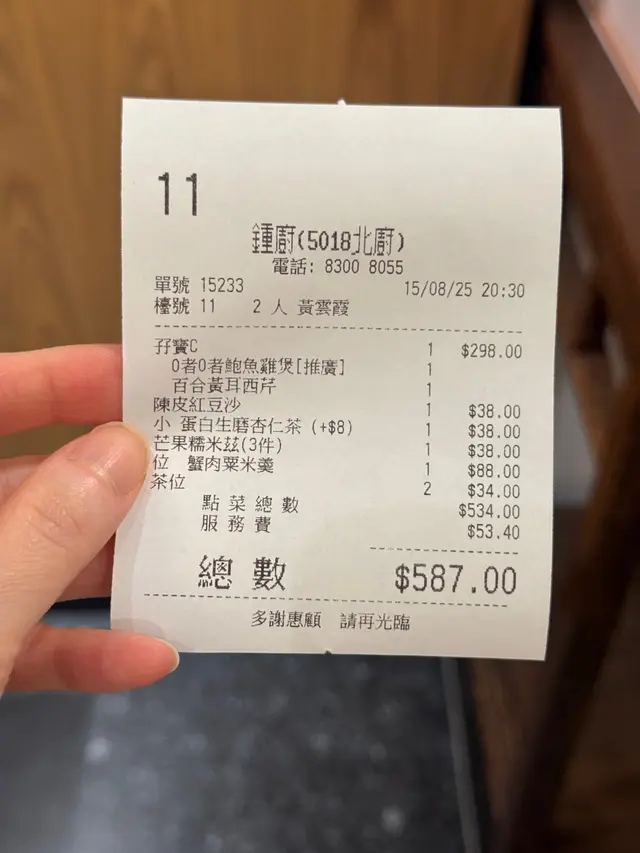 11
鍾廚(5018北廚)
電話: 8300 8055
單號 15233 15/08/25 20:30
檯號 11 2 人 黃雲霞
孖寶C 1 $298.00
0者0者鮑魚雞煲[推廣] 1
百合黃耳西芹 1
陳皮紅豆沙 1 $38.00
小 蛋白生磨杏仁茶 (+$8) 1 $38.00
芒果糯米茲(3件) 1 $38.00
位 蟹肉粟米羹 1 $88.00
茶位 2 $34.00
點菜總數 $534.00
服務費 $53.40
總數 $587.00
多謝惠顧 請再光臨